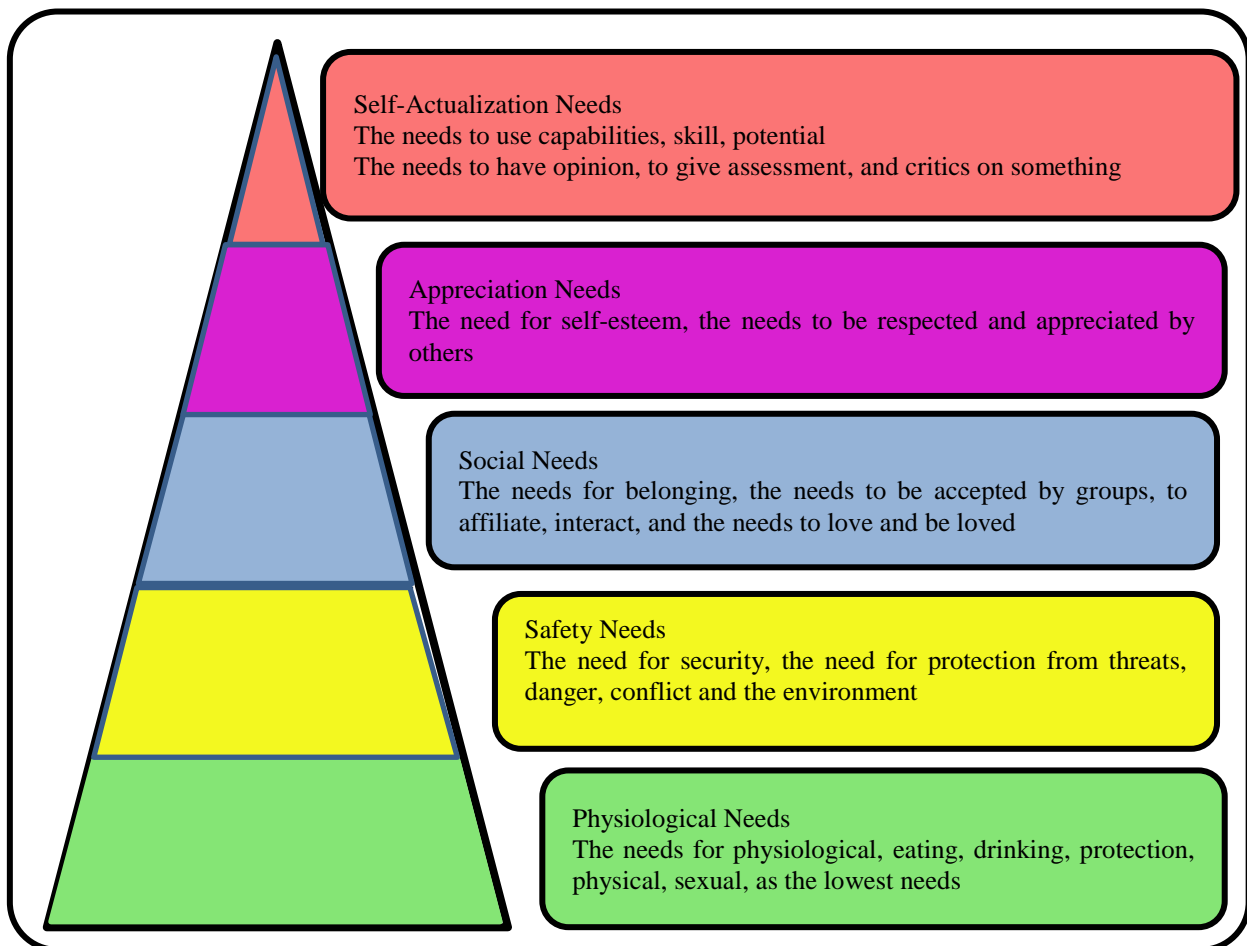 Self-Actualization Needs
The needs to use capabilities, skill, potential
The needs to have opinion, to give assessment, and critics on something
Appreciation Needs
The need for self-esteem, the needs to be respected and appreciated by
others
Social Needs
The needs for belonging, the needs to be accepted by groups, to
affiliate, interact, and the needs to love and be loved
Safety Needs
The need for security, the need for protection from threats,
danger, conflict and the environment
Physiological Needs
The needs for physiological, eating, drinking, protection,
physical, sexual, as the lowest needs